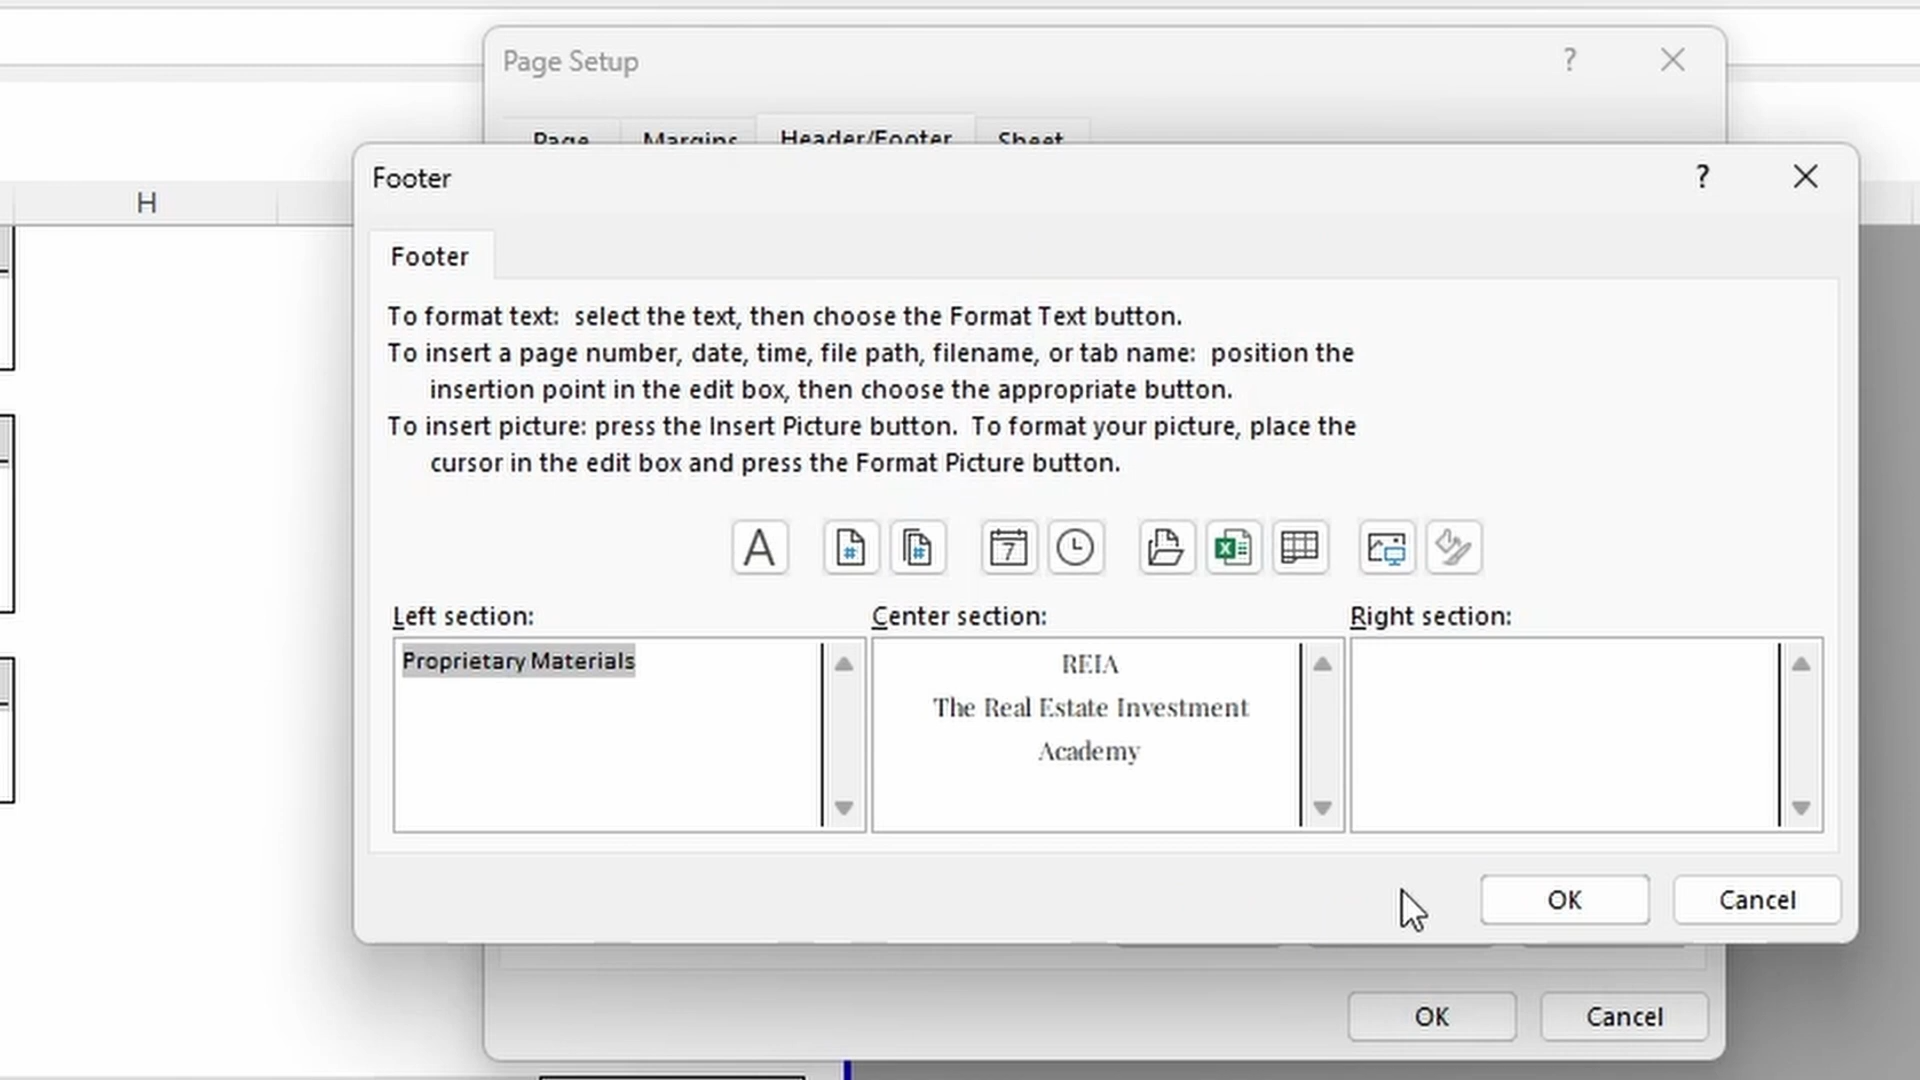 Page Setup
Page Margins Header/Footer Sheet
H
Footer
Footer
To format text: select the text, then choose the Format Text button.
To insert a page number, date, time, file path, filename, or tab name: position the
insertion point in the edit box, then choose the appropriate button.
To insert picture: press the Insert Picture button. To format your picture, place the
cursor in the edit box and press the Format Picture button.
Left section: Center section: Right section:
Proprietary Materials
REIA
The Real Estate Investment
Academy
OK Cancel
OK Cancel